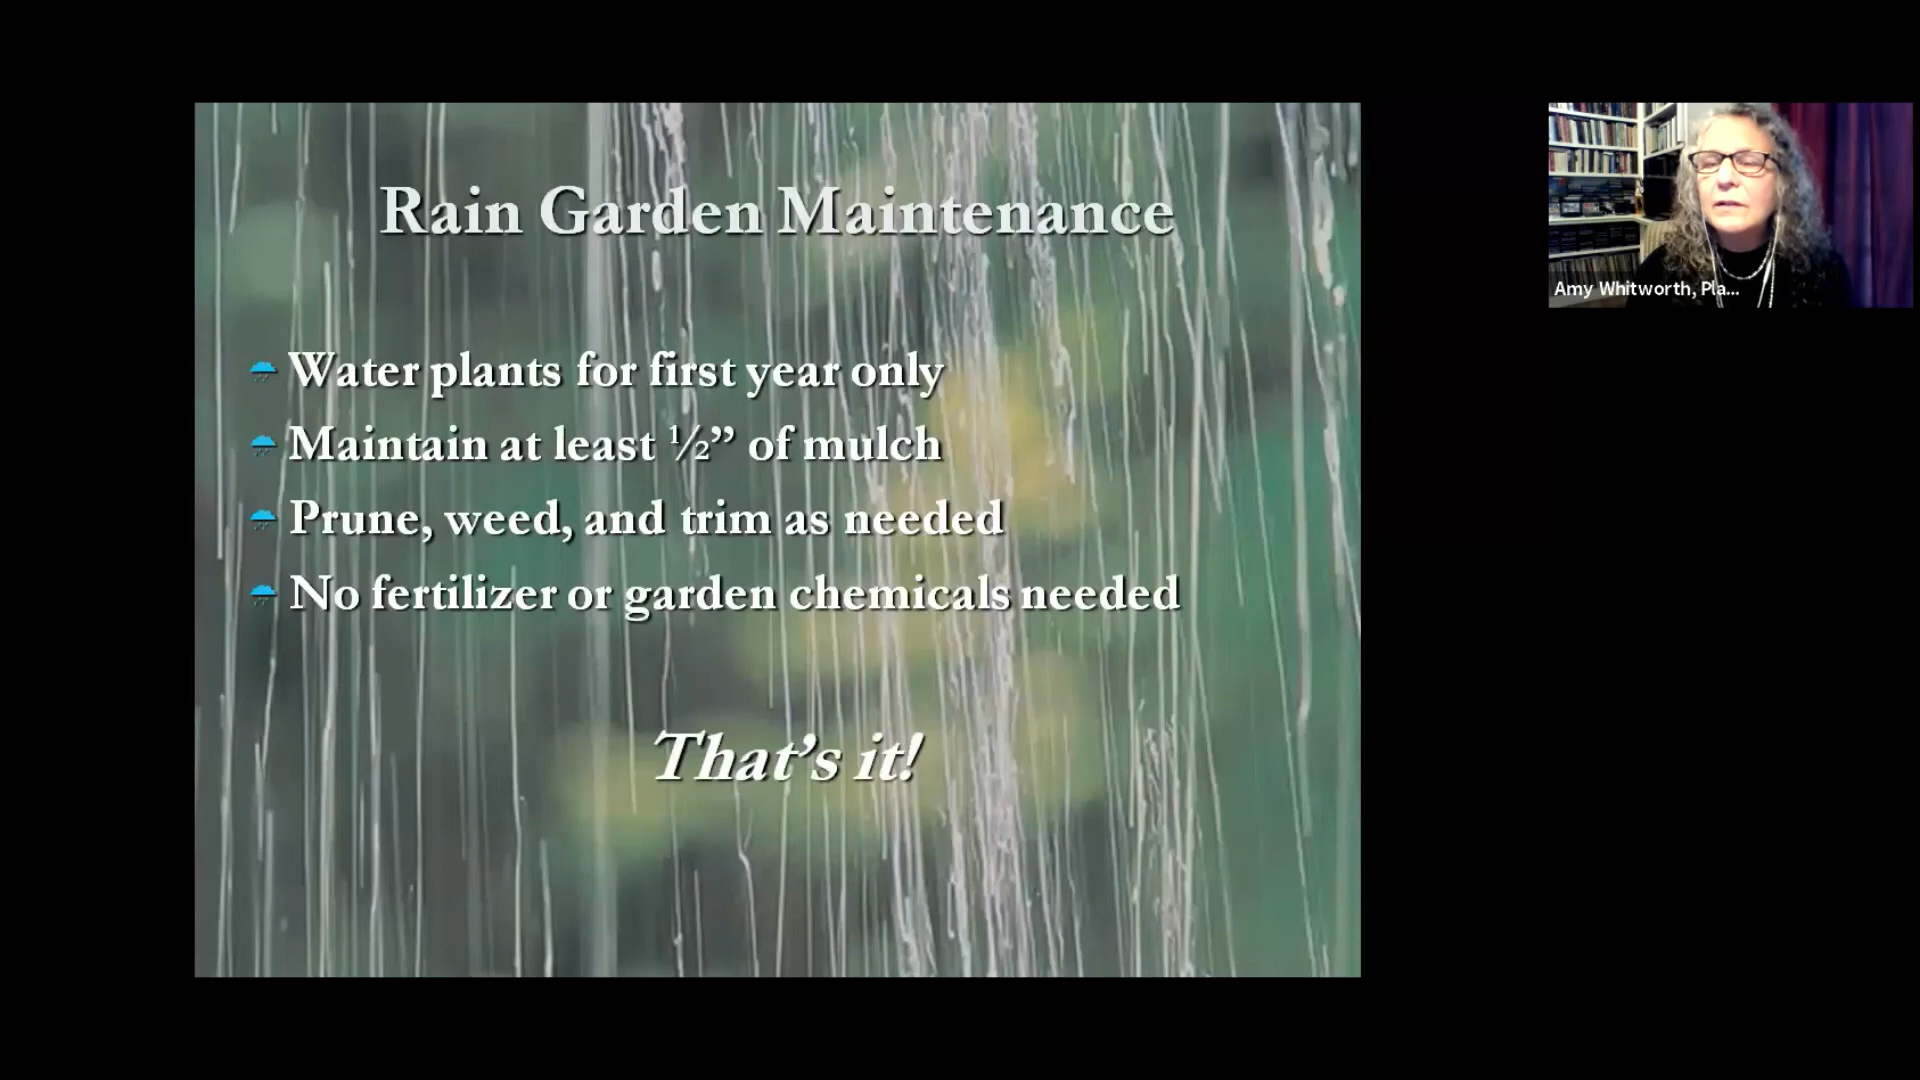 Rain Garden Maintenance
Water plants for first year only
Maintain at least ½” of mulch
Prune, weed, and trim as needed
No fertilizer or garden chemicals needed
That’s it!
Amy Whitworth, Pla...